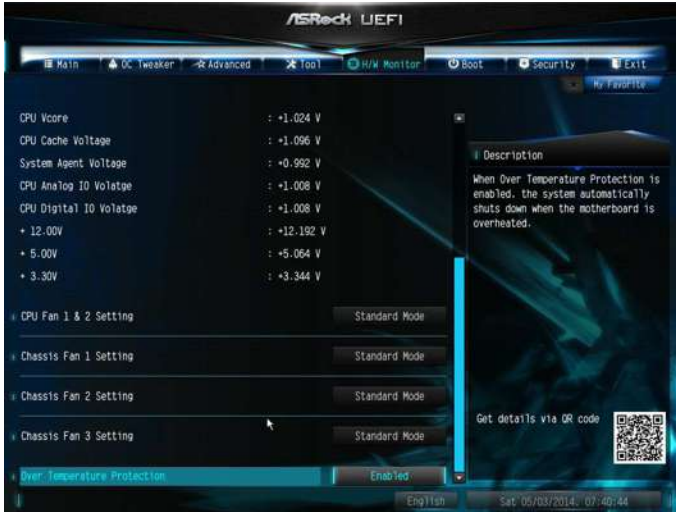 ASRock UEFI
Main OC Tweaker Advanced Tool H/W Monitor Boot Security Exit
My Favorite
CPU Vcore : +1.024 V
CPU Cache Voltage : +1.096 V
System Agent Voltage : +0.992 V
CPU Analog IO Volatge : +1.008 V
CPU Digital IO Volatge : +1.008 V
+ 12.00V : +12.192 V
+ 5.00V : +5.064 V
+ 3.30V : +3.344 V
CPU Fan 1 & 2 Setting Standard Mode
Chassis Fan 1 Setting Standard Mode
Chassis Fan 2 Setting Standard Mode
Chassis Fan 3 Setting Standard Mode
Over Temperature Protection Enabled
Description
When Over Temperature Protection is
enabled, the system automatically
shuts down when the motherboard is
overheated.
Get details via QR code
English
Sat 05/03/2014, 07:40:44